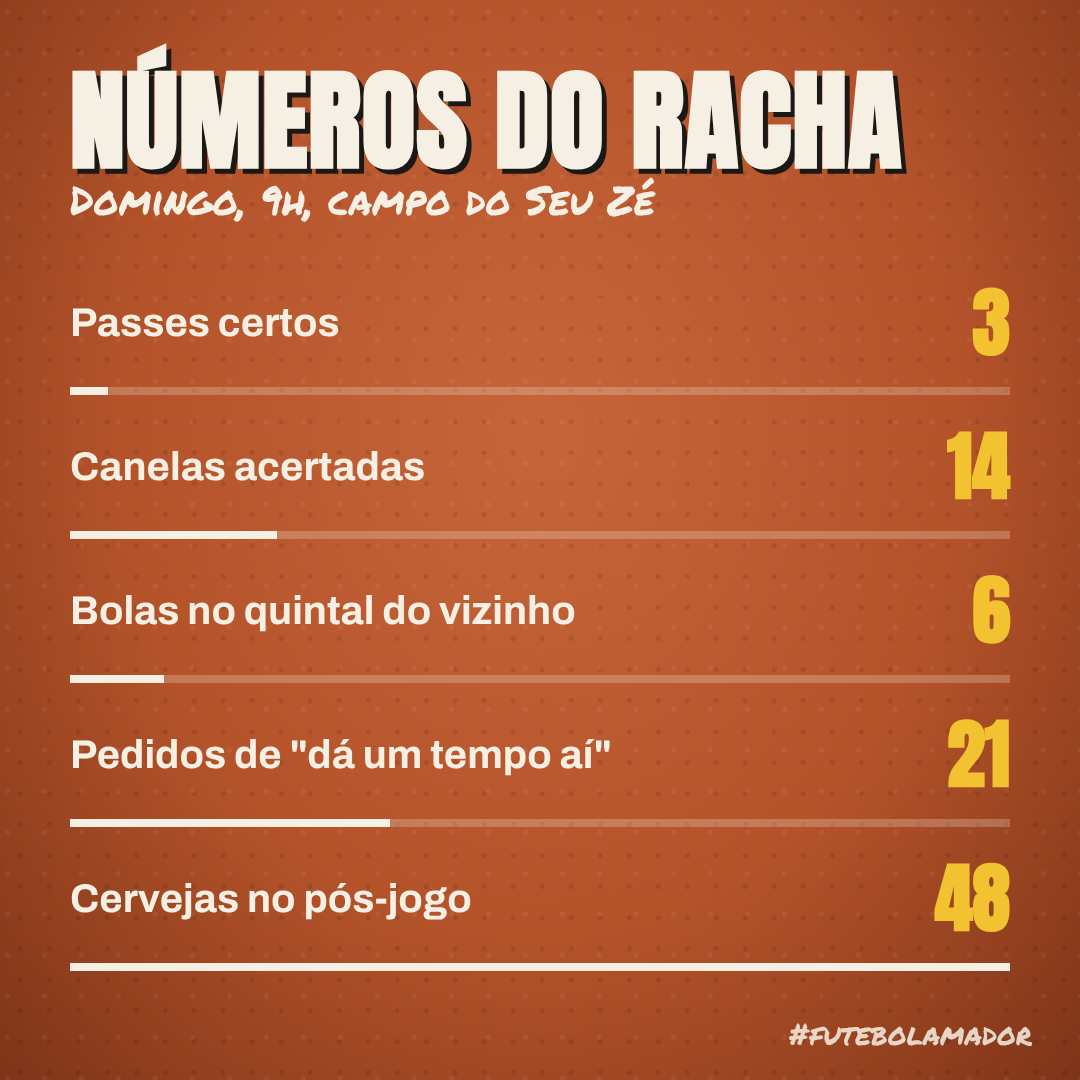 NÚMEROS DO RACHA
Domingo, 9h, campo do Seu Zé
Passes certos 3
Canelas acertadas 14
Bolas no quintal do vizinho 6
Pedidos de "dá um tempo aí" 21
Cervejas no pós-jogo 48
#futebolamador